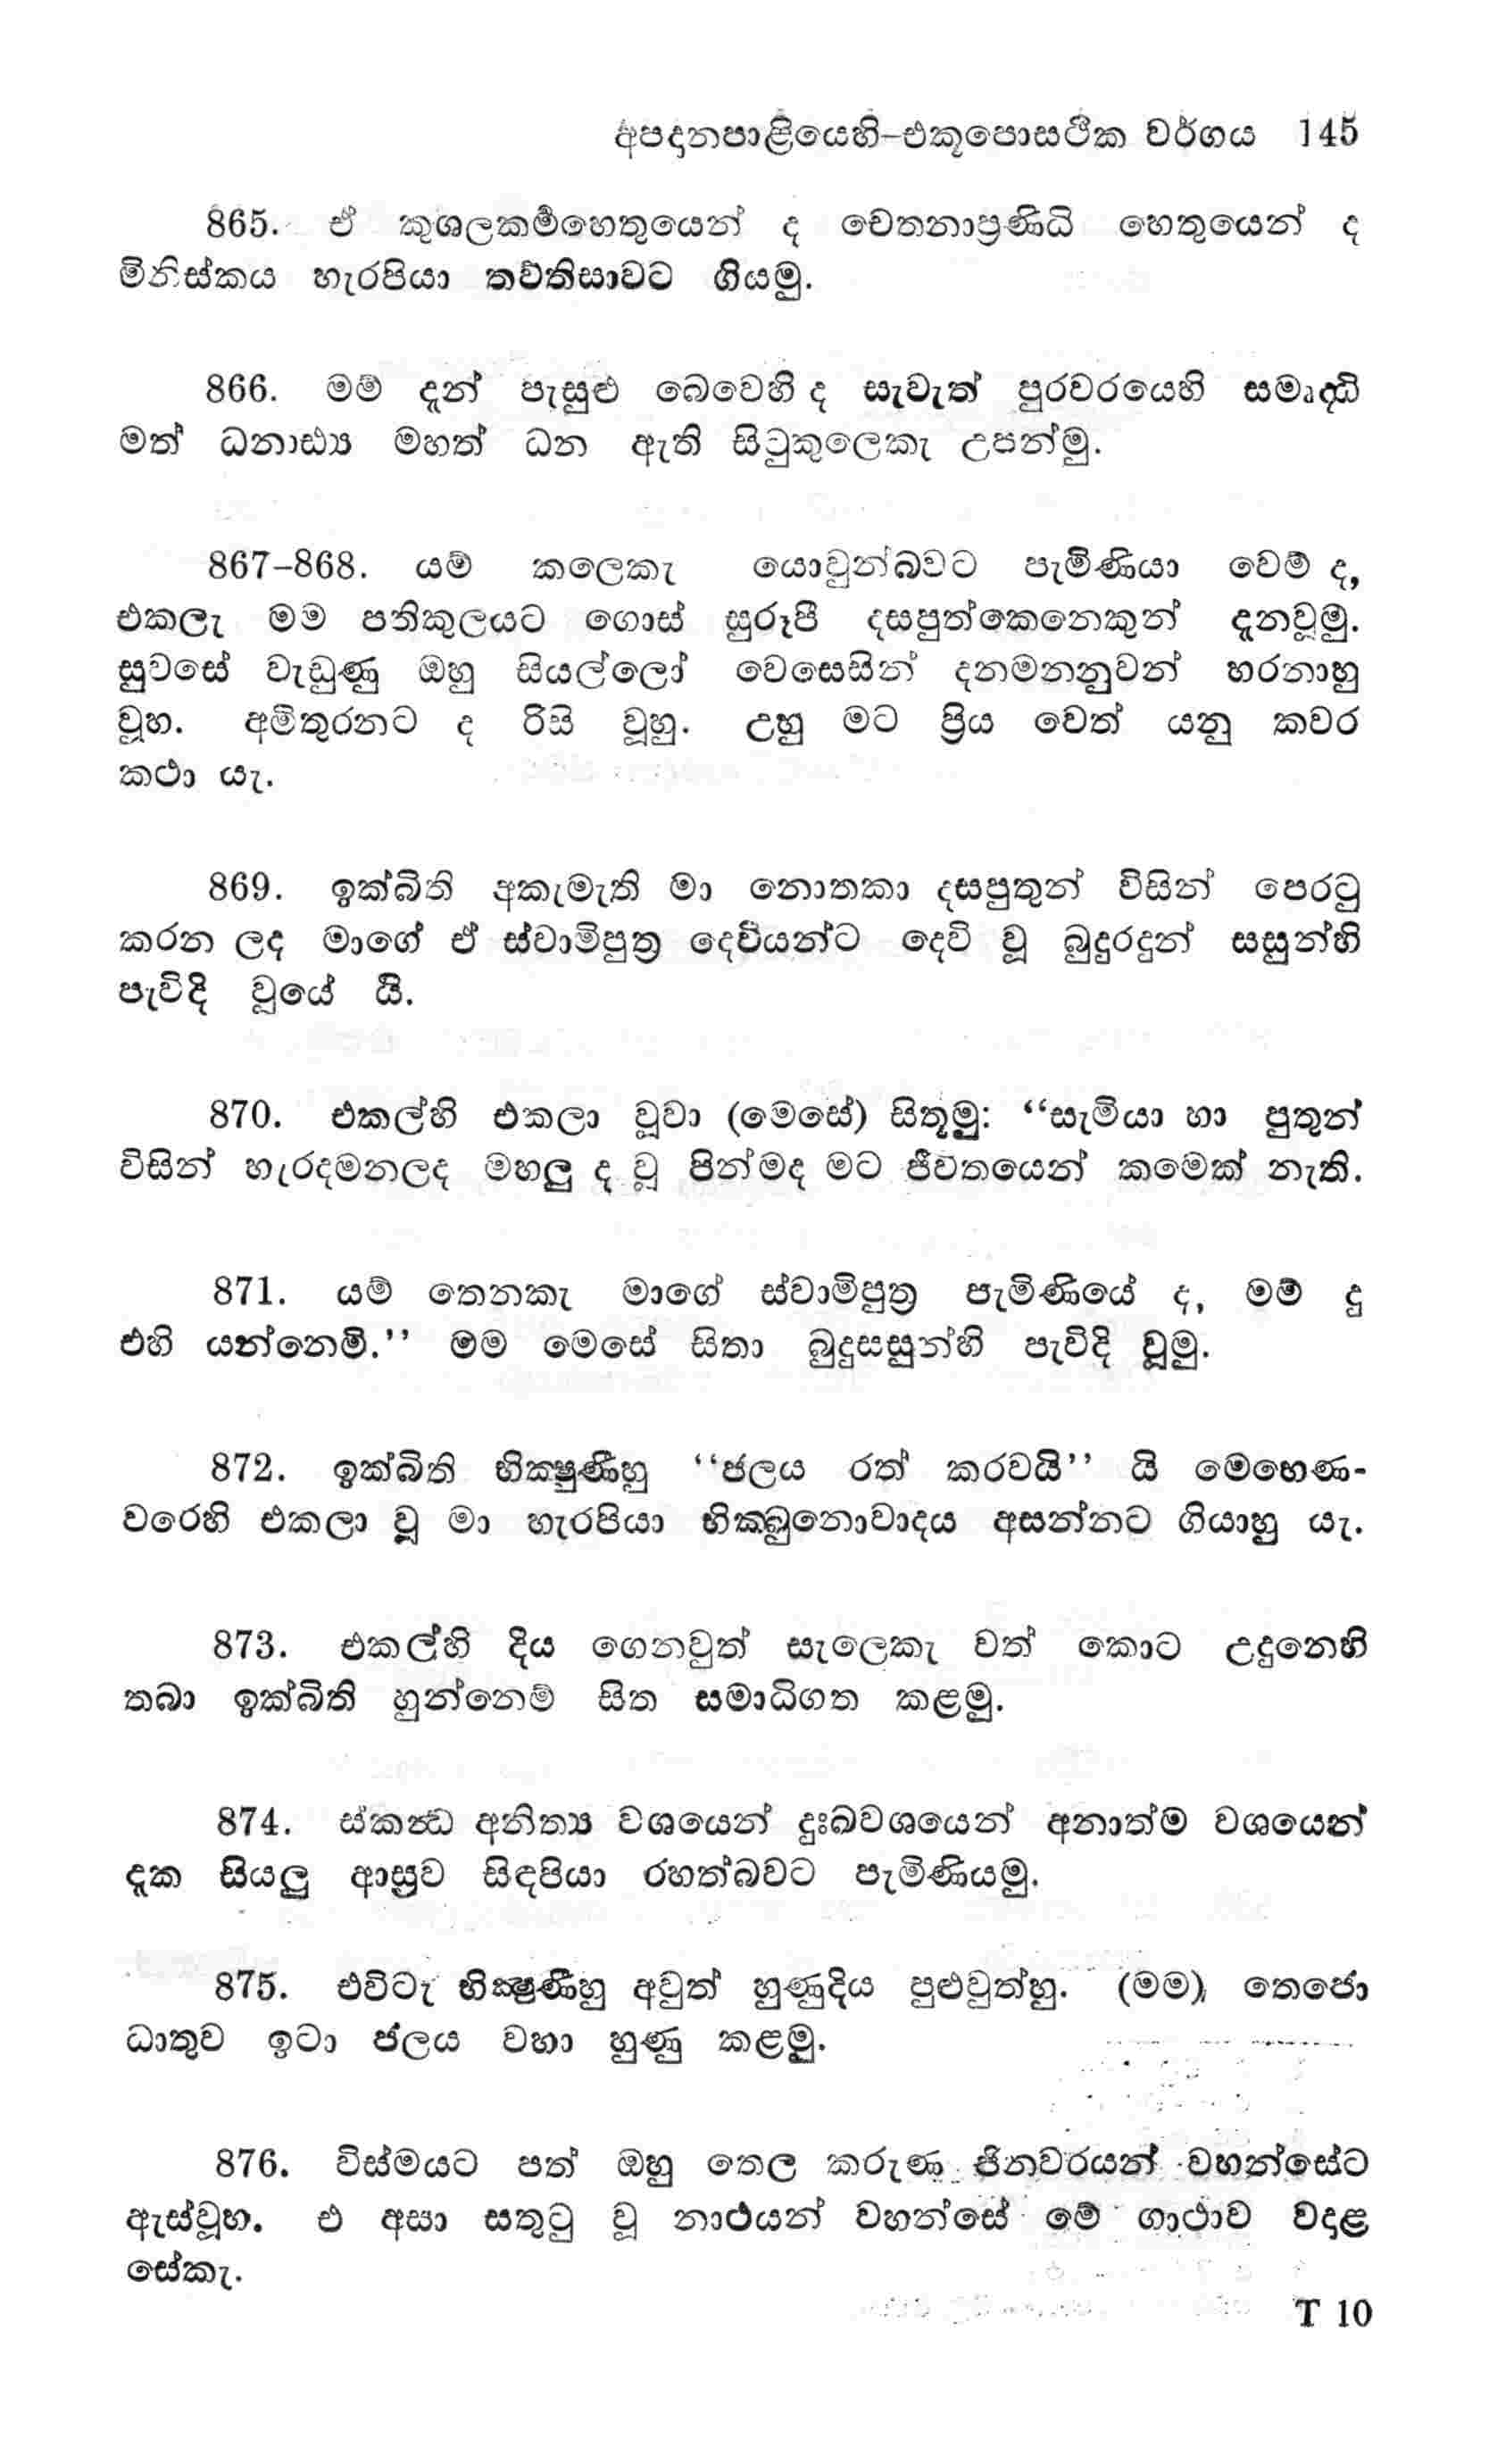 අපදානපාළියෙහි–එකූපොසථික වර්ගය 145
865. ඒ කුශලකර්‍මහෙතුයෙන් ද චෙතනාප්‍රණිධි හෙතුයෙන් ද
මිනිස්කය හැරපියා තව්තිසාවට ගියමු.
866. මම් දැන් පැසුළු බෙවෙහි ද සැවැත් පුරවරයෙහි සමෘද්‍ධි
මත් ධනාඪ්‍ය මහත් ධන ඇති සිටුකුලෙකැ උපන්මු.
867–868. යම් කලෙකැ යොවුන්බවට පැමිණියා වෙම් ද,
එකලැ මම පතිකුලයට ගොස් සුරූපී දසපුත්කෙනෙකුන් දැනවූමු.
සුවසේ වැඩුණු ඔහු සියල්ලෝ වෙසෙසින් දනමනනුවන් හරනාහු
වූහ. අමිතුරනට ද රිසි වූහු. උහු මට ප්‍රිය වෙත් යනු කවර
කථා යැ.
869. ඉක්බිති අකැමැති මා නොතකා දසපුතුන් විසින් පෙරටු
කරන ලද මාගේ ඒ ස්වාමිපුත්‍ර දෙවියන්ට දෙවි වූ බුදුරදුන් සසුන්හි
පැවිදි වූයේ යි.
870. එකල්හි එකලා වූවා (මෙසේ) සිතූමු: “සැමියා හා පුතුන්
විසින් හැරදමනලද මහලු ද වූ පින්මද මට ජීවිතයෙන් කමෙක් නැති.
871. යම් තෙනකැ මාගේ ස්වාමිපුත්‍ර පැමිණියේ ද, මම් දු
එහි යන්නෙමි.” මම මෙසේ සිතා බුදුසසුන්හි පැවිදි වූමු.
872. ඉක්බිති භික්‍ෂුණීහු “ජලය රත් කරවයි” යි මෙහෙණ-
වරෙහි එකලා වූ මා හැරපියා භික්ඛුනොවාදය අසන්නට ගියාහු යැ.
873. එකල්හි දිය ගෙනවුත් සැලෙකැ වත් කොට උදුනෙහි
තබා ඉක්බිති හුන්නෙම් සිත සමාධිගත කළමු.
874. ස්කන්‍ධ අනිත්‍ය වශයෙන් දුඃඛවශයෙන් අනාත්ම වශයෙන්
දැක සියලු ආස්‍රව සිඳපියා රහත්බවට පැමිණියමු.
875. එවිටැ භික්‍ෂුණීහු අවුත් හුණුදිය පුළුවුත්හු. (මම) තෙජො
ධාතුව ඉටා ජලය වහා හුණු කළමු.
876. විස්මයට පත් ඔහු තෙල කරුණ ජිනවරයන් වහන්සේට
ඇස්වූහ. එ අසා සතුටු වූ නාථයන් වහන්සේ මේ ගාථාව වදාළ
සේකැ.
T 10